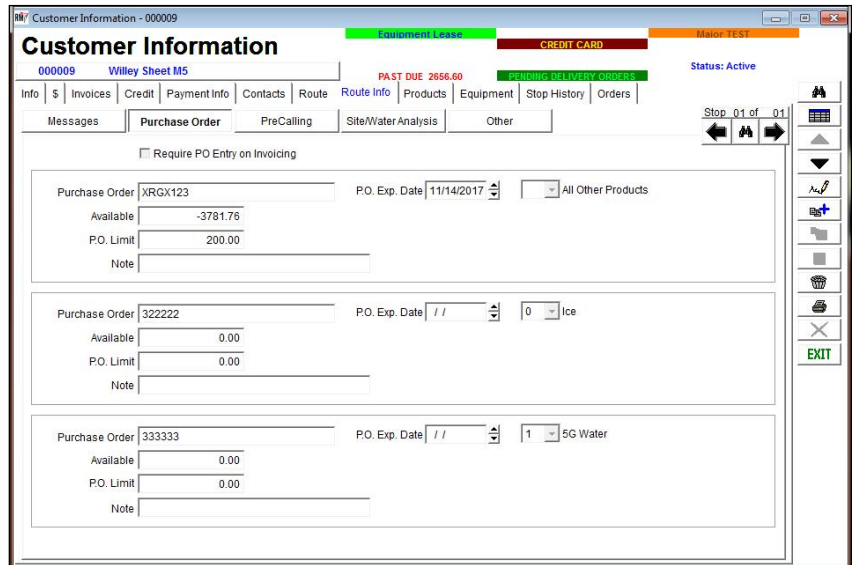 RMA Customer Information - 000009
Customer Information
Equipment Lease
CREDIT CARD
Major TEST
000009 Willey Sheet M5
PAST DUE 2656.60
PENDING DELIVERY ORDERS
Status: Active
Info $ Invoices Credit Payment Info Contacts Route Route Info Products Equipment Stop History Orders
Messages Purchase Order PreCalling Site/Water Analysis Other
Stop 01 of 01
Require PO Entry on Invoicing
Purchase Order XRGX123 P.O. Exp. Date 11/14/2017 All Other Products
Available -3781.76
P.O. Limit 200.00
Note
Purchase Order 322222 P.O. Exp. Date / / 0 Ice
Available 0.00
P.O. Limit 0.00
Note
Purchase Order 333333 P.O. Exp. Date / / 1 5G Water
Available 0.00
P.O. Limit 0.00
Note
EXIT